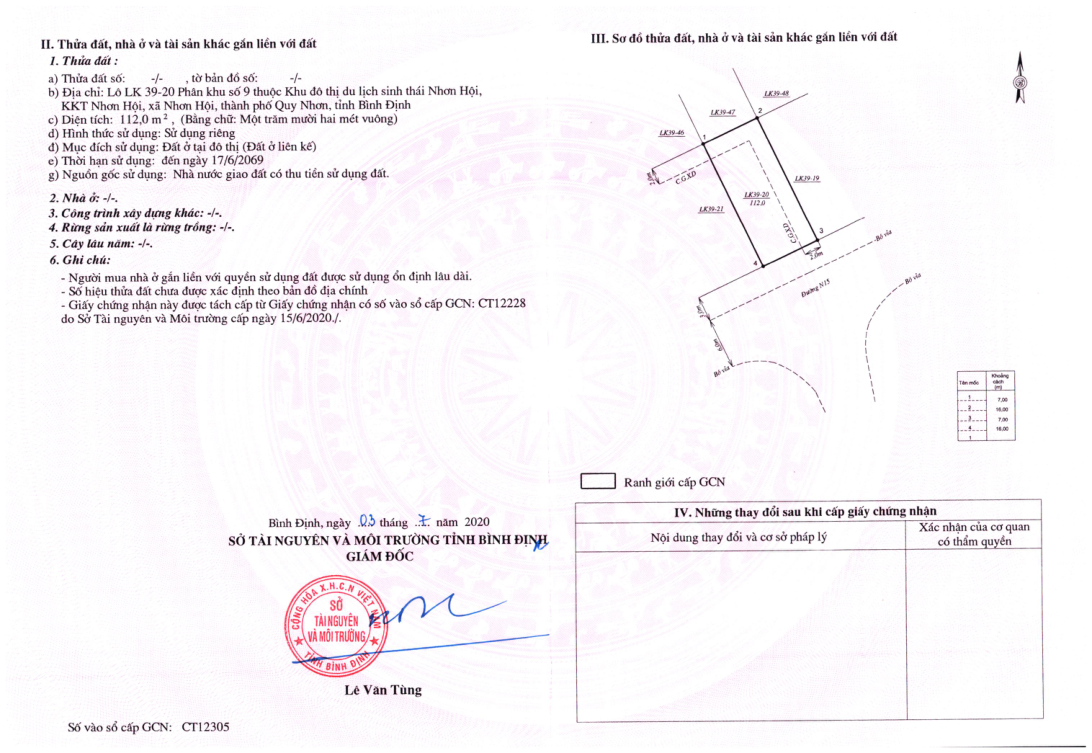 II. Thửa đất, nhà ở và tài sản khác gắn liền với đất
1. Thửa đất :
a) Thửa đất số: -/- , tờ bản đồ số: -/-
b) Địa chỉ: Lô LK 39-20 Phân khu số 9 thuộc Khu đô thị du lịch sinh thái Nhơn Hội,
KKT Nhơn Hội, xã Nhơn Hội, thành phố Quy Nhơn, tỉnh Bình Định
c) Diện tích: 112,0 m², (Bằng chữ: Một trăm mười hai mét vuông)
d) Hình thức sử dụng: Sử dụng riêng
đ) Mục đích sử dụng: Đất ở tại đô thị (Đất ở liên kế)
e) Thời hạn sử dụng: đến ngày 17/6/2069
g) Nguồn gốc sử dụng: Nhà nước giao đất có thu tiền sử dụng đất.
2. Nhà ở: -/-.
3. Công trình xây dựng khác: -/-.
4. Rừng sản xuất là rừng trồng: -/-.
5. Cây lâu năm: -/-.
6. Ghi chú:
- Người mua nhà ở gắn liền với quyền sử dụng đất được sử dụng ổn định lâu dài.
- Số hiệu thửa đất chưa được xác định theo bản đồ địa chính
- Giấy chứng nhận này được tách cấp từ Giấy chứng nhận có số vào sổ cấp GCN: CT12228
do Sở Tài nguyên và Môi trường cấp ngày 15/6/2020./.
Bình Định, ngày 03 tháng 7 năm 2020
SỞ TÀI NGUYÊN VÀ MÔI TRƯỜNG TỈNH BÌNH ĐỊNH
GIÁM ĐỐC
CỘNG HÒA X.H.C.N VIỆT NAM
SỞ
TÀI NGUYÊN
VÀ MÔI TRƯỜNG
TỈNH BÌNH ĐỊNH
Lê Văn Tùng
Số vào sổ cấp GCN: CT12305
III. Sơ đồ thửa đất, nhà ở và tài sản khác gắn liền với đất
LK39-48
LK39-47
2
LK39-46
1
C.G.XD
LK39-19
LK39-20
112.0
LK39-21
C.G.XD
3
2.0m
4
Bó vỉa
Đường N15
Bó vỉa
6.0m
Bó vỉa
Tên mốc
Khoảng
cách
(m)
1
7,00
2
16,00
3
7,00
4
16,00
1
Ranh giới cấp GCN
IV. Những thay đổi sau khi cấp giấy chứng nhận
Nội dung thay đổi và cơ sở pháp lý
Xác nhận của cơ quan
có thẩm quyền